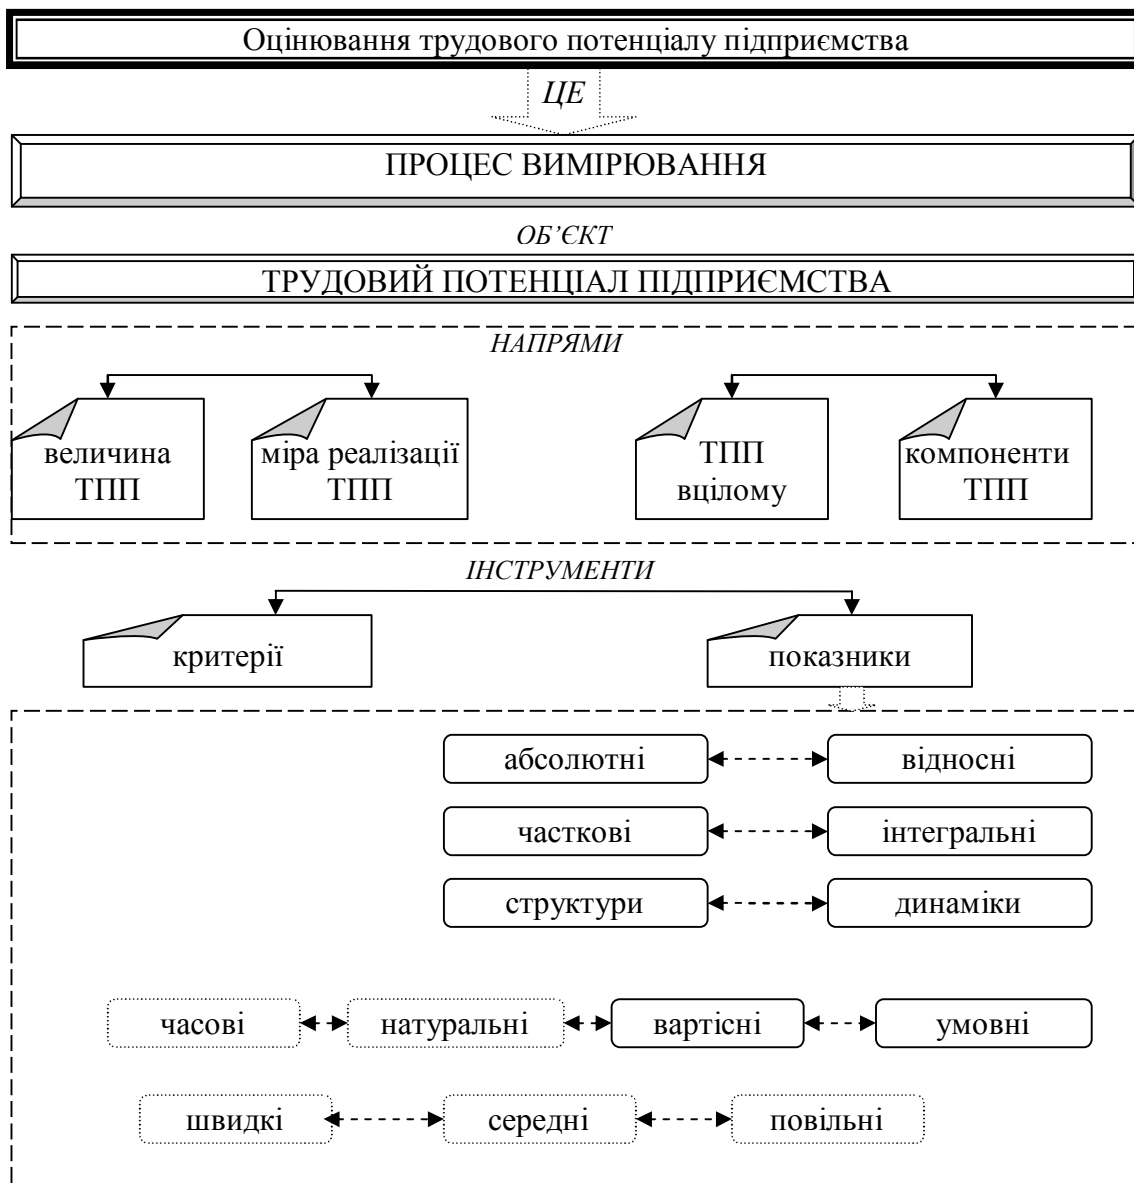 Оцінювання трудового потенціалу підприємства
ЦЕ
ПРОЦЕС ВИМІРЮВАННЯ
ОБ’ЄКТ
ТРУДОВИЙ ПОТЕНЦІАЛ ПІДПРИЄМСТВА
НАПРЯМИ
величина
ТПП
міра реалізації
ТПП
ТПП
вцілому
компоненти
ТПП
ІНСТРУМЕНТИ
критерії
показники
абсолютні
відносні
часткові
інтегральні
структури
динаміки
часові
натуральні
вартісні
умовні
швидкі
середні
повільні